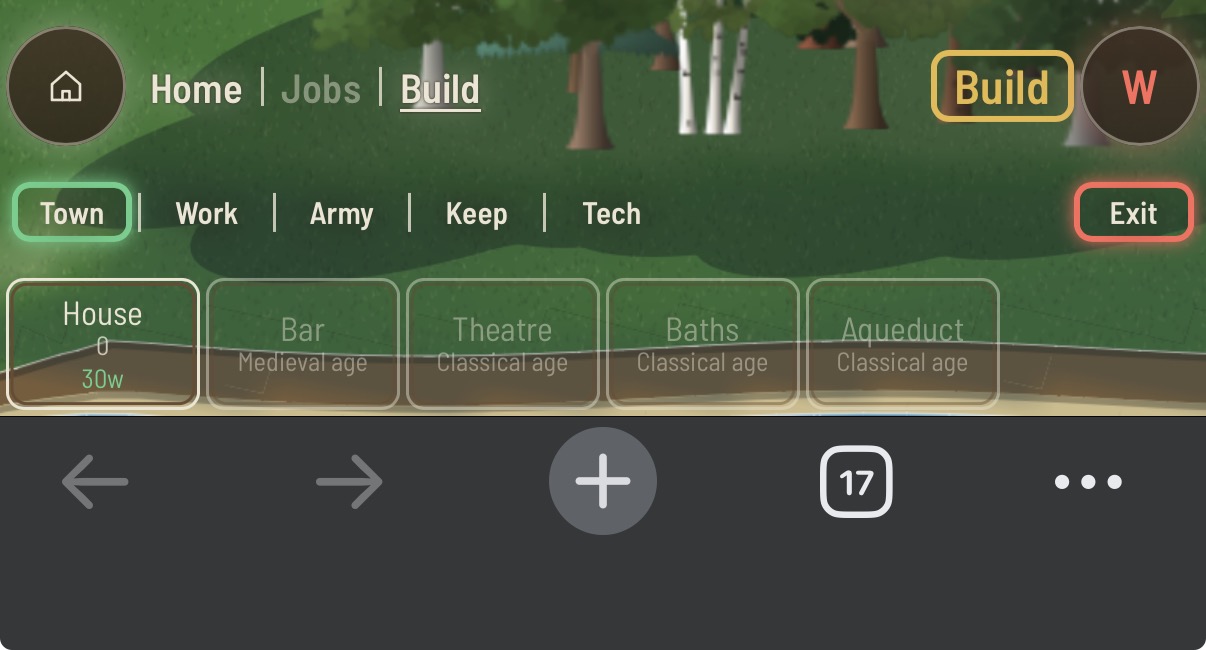 Home | Jobs | Build
Build
W
Town | Work | Army | Keep | Tech
Exit
House
0
30w
Bar
Medieval age
Theatre
Classical age
Baths
Classical age
Aqueduct
Classical age
17